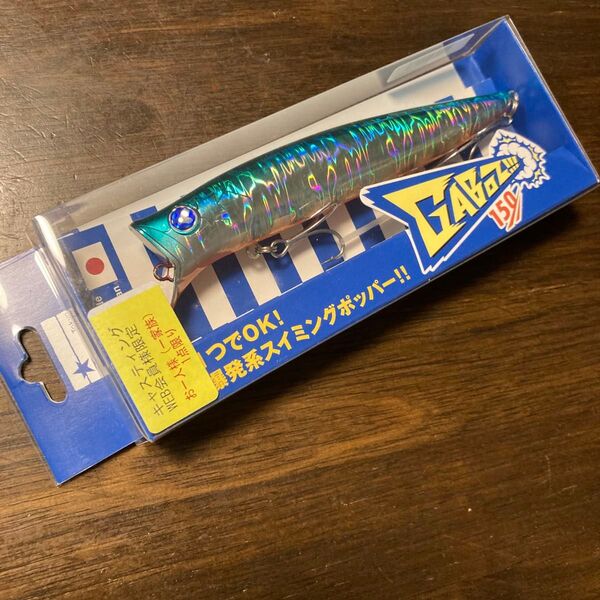 GABOZ!!!
150
つでOK!
爆発系スイミングポッパー!!
キャスティング
WEB会員様限定
お一人様(一家族)
1点限り